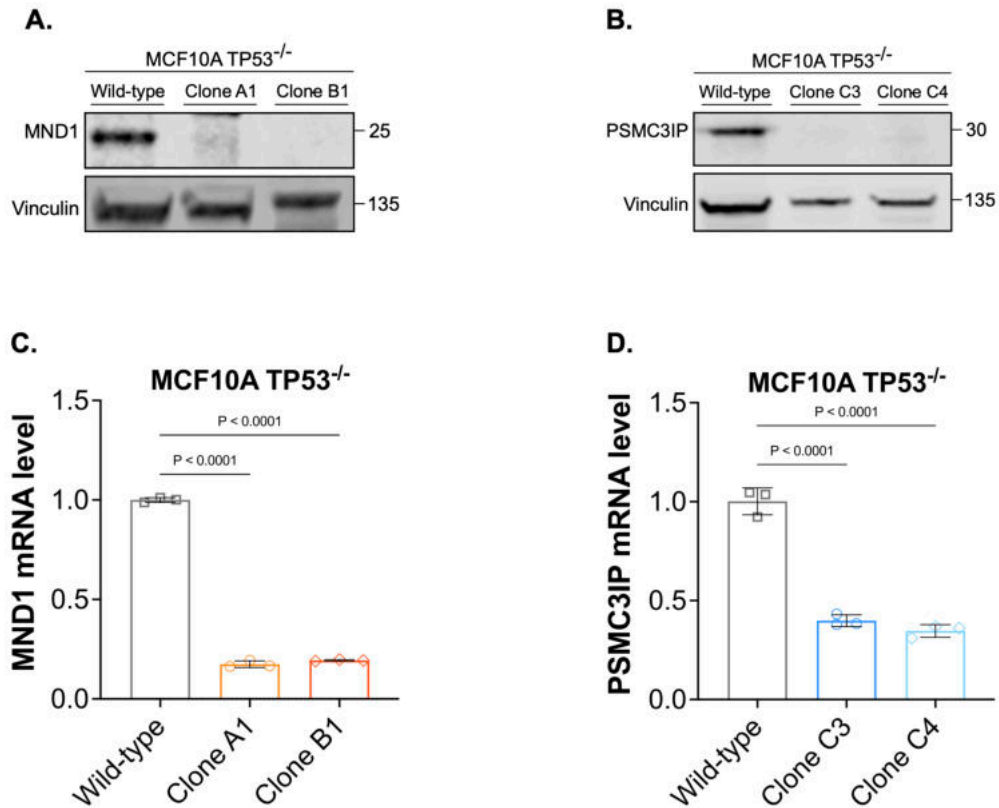 A.
MCF10A TP53-/-
Wild-type Clone A1 Clone B1
MND1 25
Vinculin 135
B.
MCF10A TP53-/-
Wild-type Clone C3 Clone C4
PSMC3IP 30
Vinculin 135
C.
MCF10A TP53-/-
MND1 mRNA level
1.5
1.0
0.5
0.0
P < 0.0001
P < 0.0001
Wild-type
Clone A1
Clone B1
D.
MCF10A TP53-/-
PSMC3IP mRNA level
1.5
1.0
0.5
0.0
P < 0.0001
P < 0.0001
Wild-type
Clone C3
Clone C4